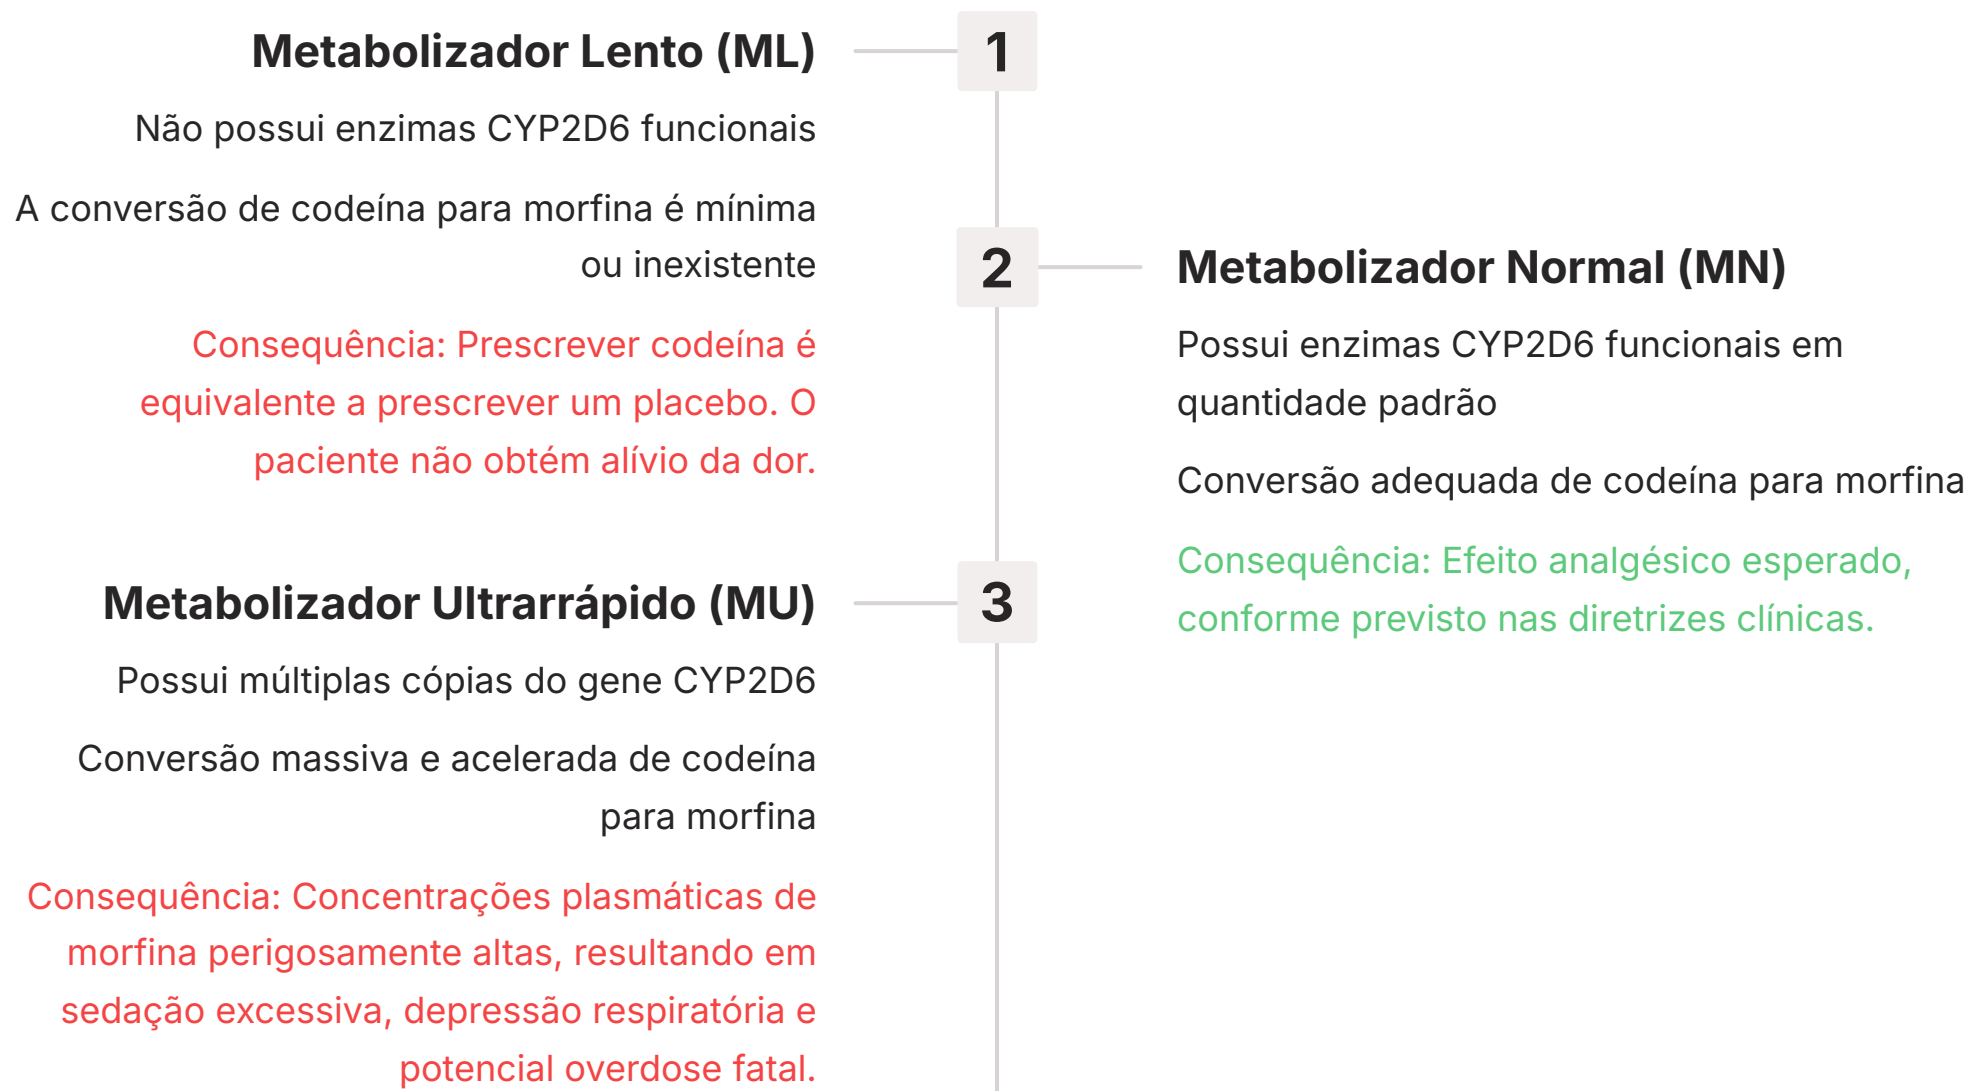 Metabolizador Lento (ML)
1
Não possui enzimas CYP2D6 funcionais
A conversão de codeína para morfina é mínima
ou inexistente
Consequência: Prescrever codeína é
equivalente a prescrever um placebo. O
paciente não obtém alívio da dor.
2
Metabolizador Normal (MN)
Possui enzimas CYP2D6 funcionais em
quantidade padrão
Conversão adequada de codeína para morfina
Consequência: Efeito analgésico esperado,
conforme previsto nas diretrizes clínicas.
Metabolizador Ultrarrápido (MU)
3
Possui múltiplas cópias do gene CYP2D6
Conversão massiva e acelerada de codeína
para morfina
Consequência: Concentrações plasmáticas de
morfina perigosamente altas, resultando em
sedação excessiva, depressão respiratória e
potencial overdose fatal.